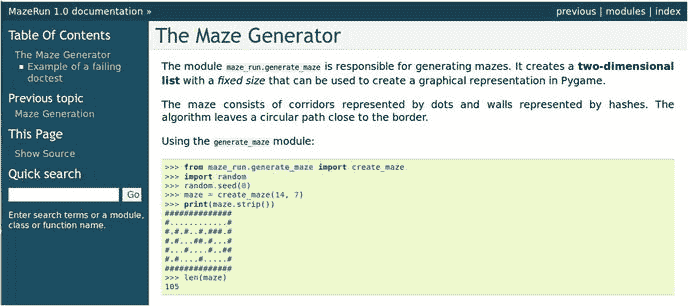 MazeRun 1.0 documentation »
previous | modules | index
Table Of Contents
The Maze Generator
Example of a failing
doctest
Previous topic
Maze Generation
This Page
Show Source
Quick search
Go
Enter search terms or a module,
class or function name.
The Maze Generator
The module maze_run.generate_maze is responsible for generating mazes. It creates a two-dimensional
list with a fixed size that can be used to create a graphical representation in Pygame.
The maze consists of corridors represented by dots and walls represented by hashes. The
algorithm leaves a circular path close to the border.
Using the generate_maze module:
>>> from maze_run.generate_maze import create_maze
>>> import random
>>> random.seed(0)
>>> maze = create_maze(14, 7)
>>> print(maze.strip())
##############
#............#
#.#.#..#.###.#
#.#...##.#...#
#...#....#..##
#.#....#.....#
##############
>>> len(maze)
105